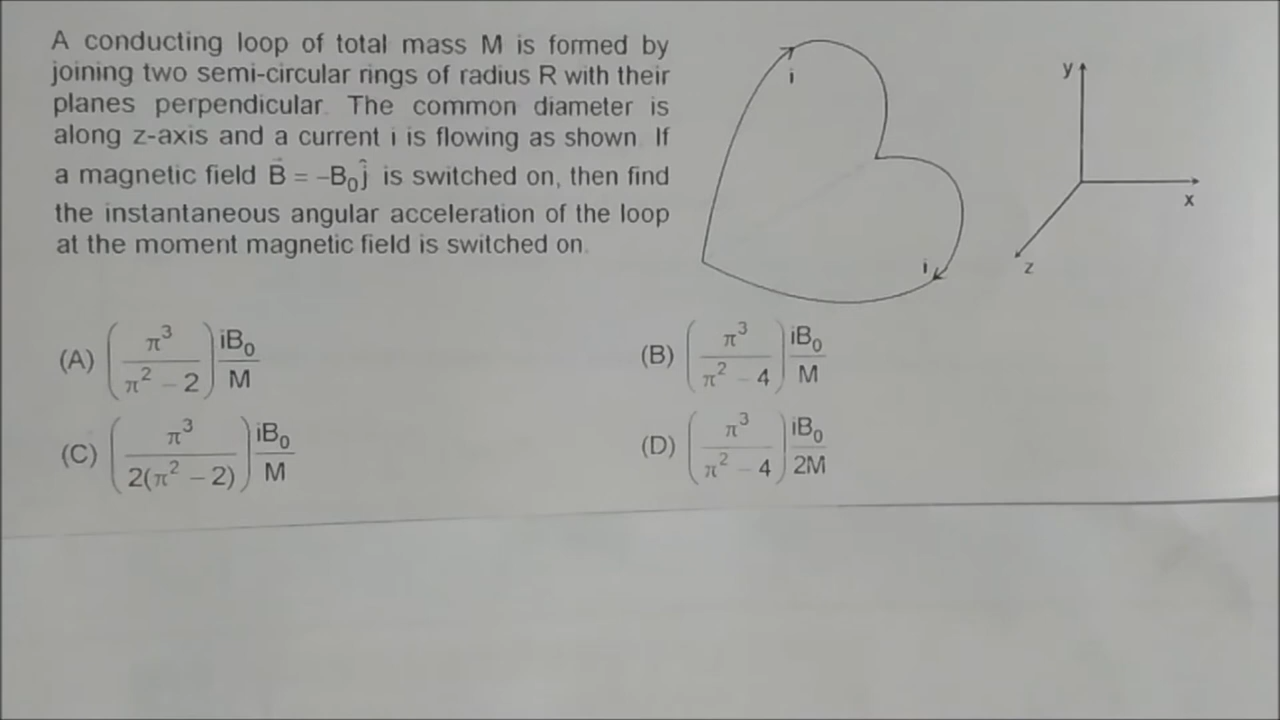 A conducting loop of total mass M is formed by
joining two semi-circular rings of radius R with their
planes perpendicular. The common diameter is
along z-axis and a current i is flowing as shown. If
a magnetic field B⃗ = −B₀ĵ is switched on, then find
the instantaneous angular acceleration of the loop
at the moment magnetic field is switched on.
i
i
y
x
z
(A) (π³/(π² − 2)) iB₀/M
(B) (π³/(π² − 4)) iB₀/M
(C) (π³/(2(π² − 2))) iB₀/M
(D) (π³/(π² − 4)) iB₀/2M